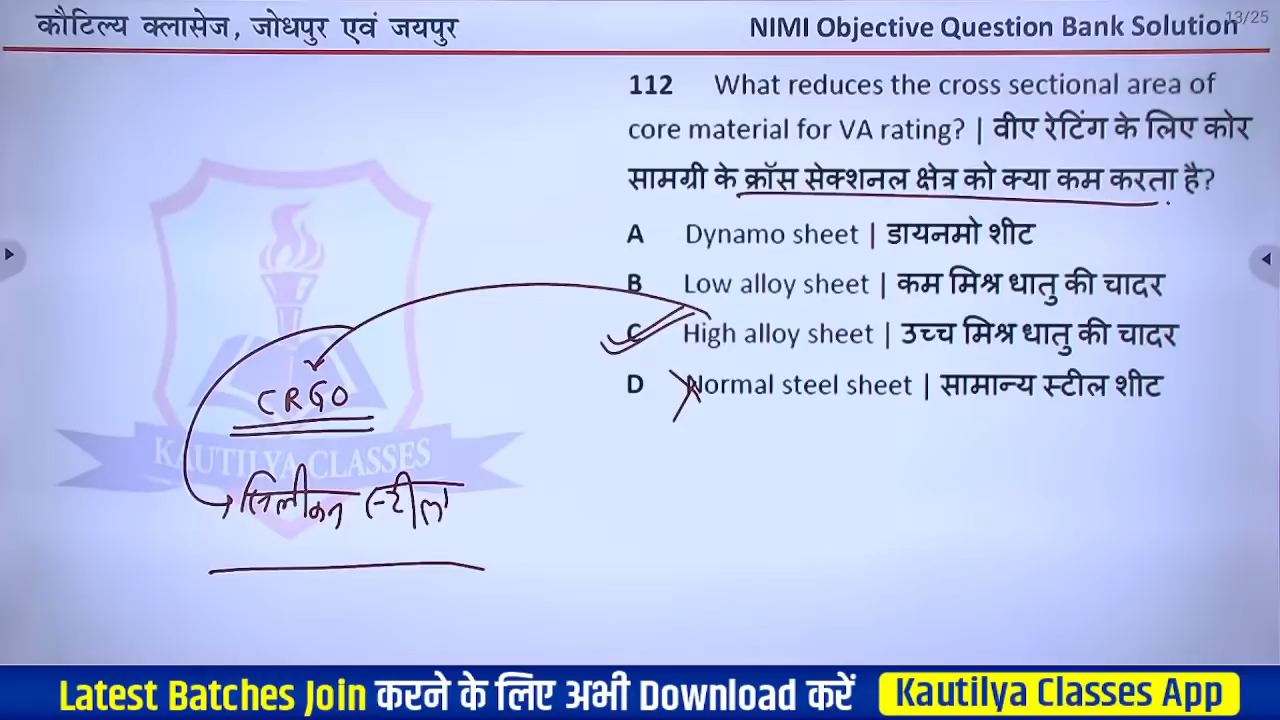 कौटिल्य क्लासेज, जोधपुर एवं जयपुर
NIMI Objective Question Bank Solution
13/25
112 What reduces the cross sectional area of
core material for VA rating? | वीए रेटिंग के लिए कोर
सामग्री के क्रॉस सेक्शनल क्षेत्र को क्या कम करता है?
A Dynamo sheet | डायनमो शीट
B Low alloy sheet | कम मिश्र धातु की चादर
C High alloy sheet | उच्च मिश्र धातु की चादर
D Normal steel sheet | सामान्य स्टील शीट
CRGO
KAUTILYA CLASSES
सिलीकन स्टील
Latest Batches Join करने के लिए अभी Download करें
Kautilya Classes App